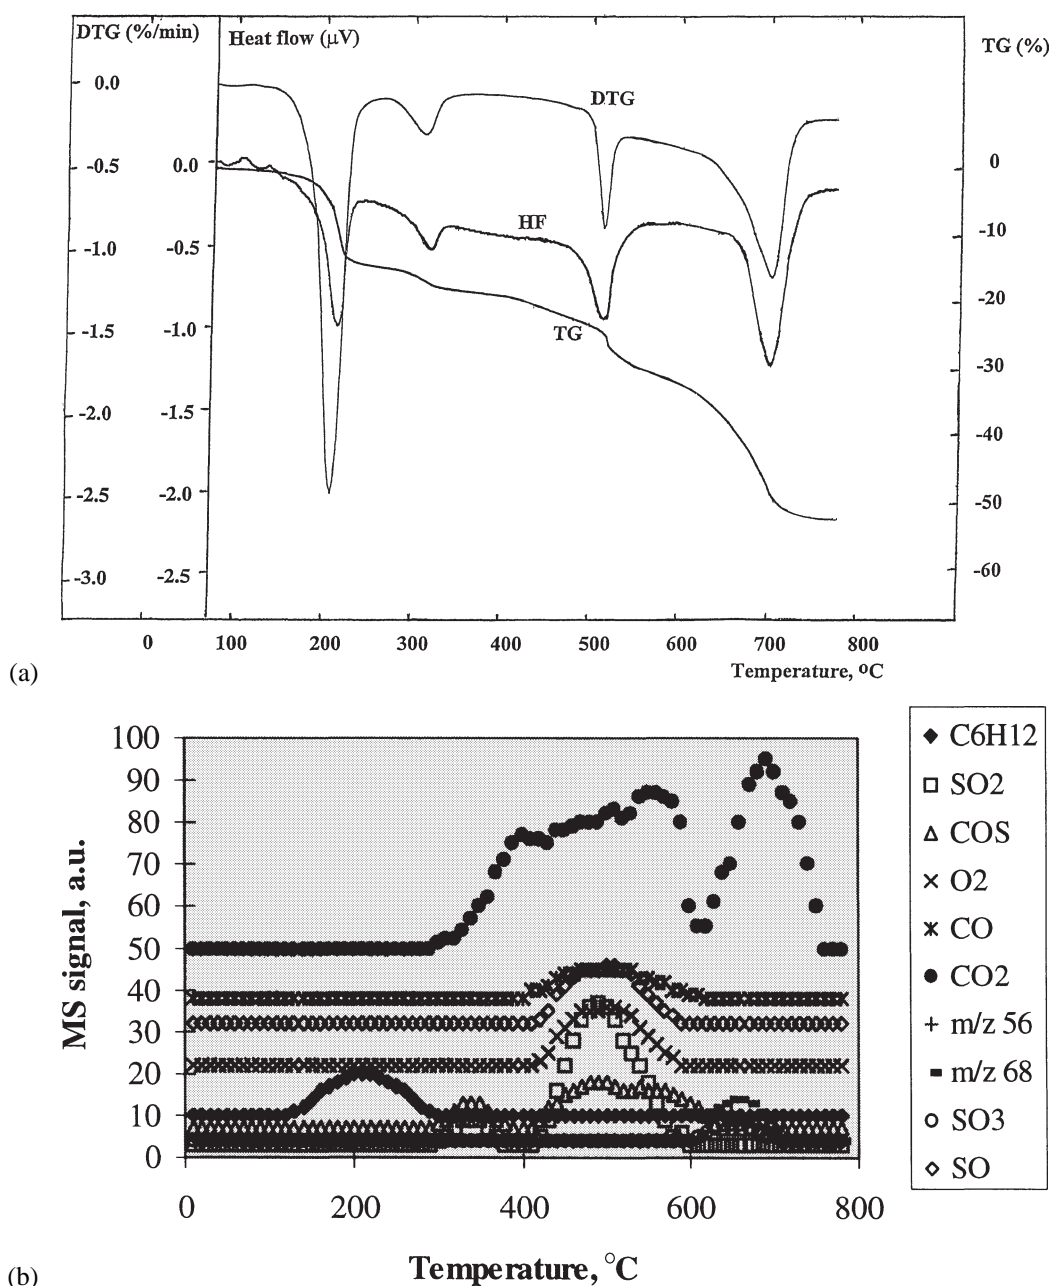 DTG (%/min)
Heat flow (μV)
TG (%)
0.0
-0.5
-1.0
-1.5
-2.0
-2.5
-3.0
0.0
-0.5
-1.0
-1.5
-2.0
-2.5
DTG
HF
TG
0
-10
-20
-30
-40
-50
-60
0 100 200 300 400 500 600 700 800
Temperature, °C
(a)
100
90
80
70
60
50
40
30
20
10
0
MS signal, a.u.
0 200 400 600 800
Temperature, °C
C6H12
SO2
COS
O2
CO
CO2
m/z 56
m/z 68
SO3
SO
(b)